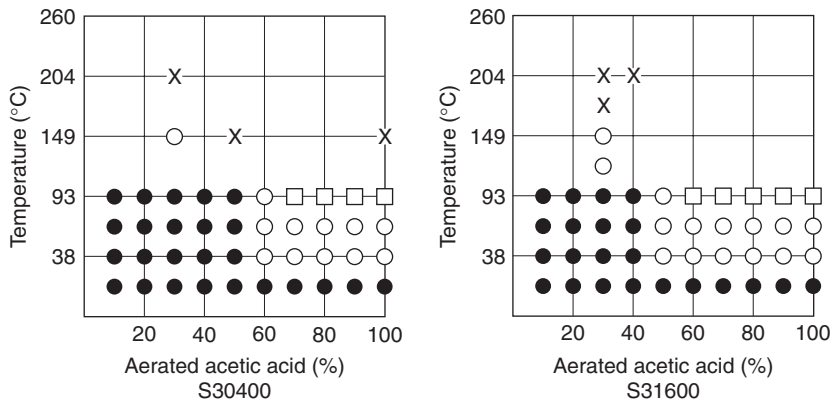 260
204
149
93
38
Temperature (°C)
20 40 60 80 100
Aerated acetic acid (%)
S30400
260
204
149
93
38
Temperature (°C)
20 40 60 80 100
Aerated acetic acid (%)
S31600